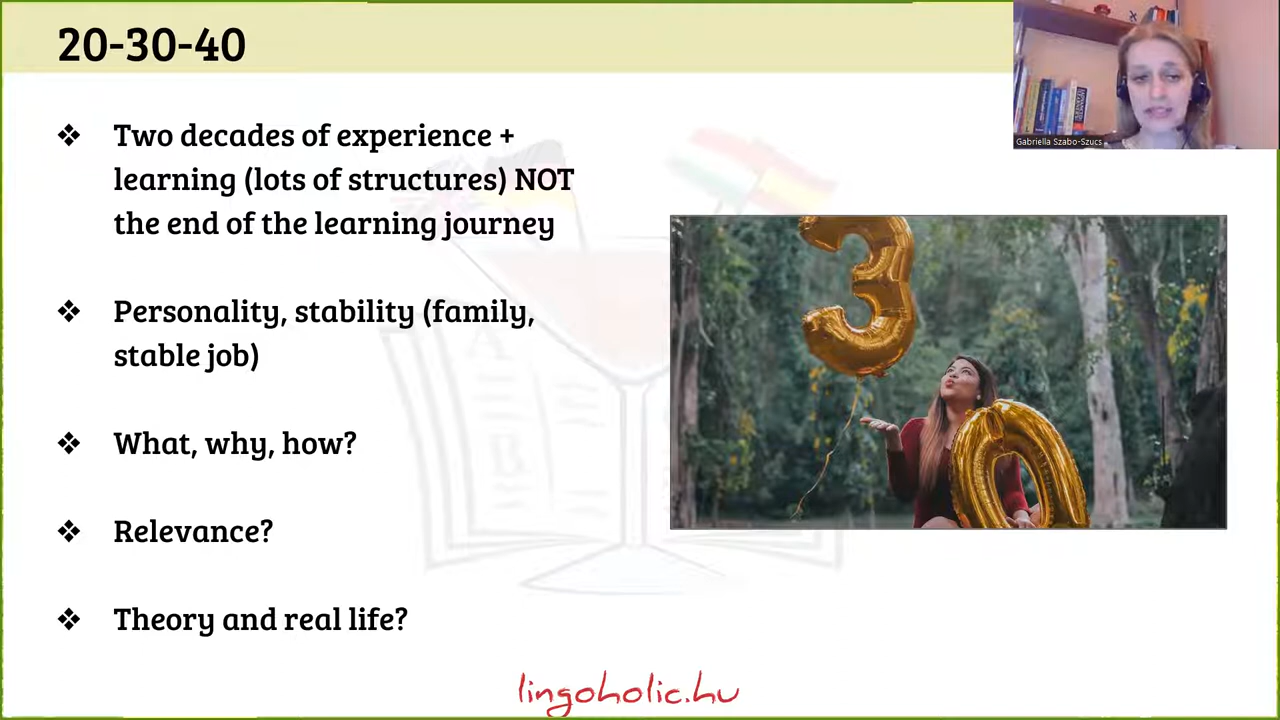 20-30-40
❖ Two decades of experience +
learning (lots of structures) NOT
the end of the learning journey
❖ Personality, stability (family,
stable job)
❖ What, why, how?
❖ Relevance?
❖ Theory and real life?
30
Gabriella Szabo-Szucs
lingoholic.hu